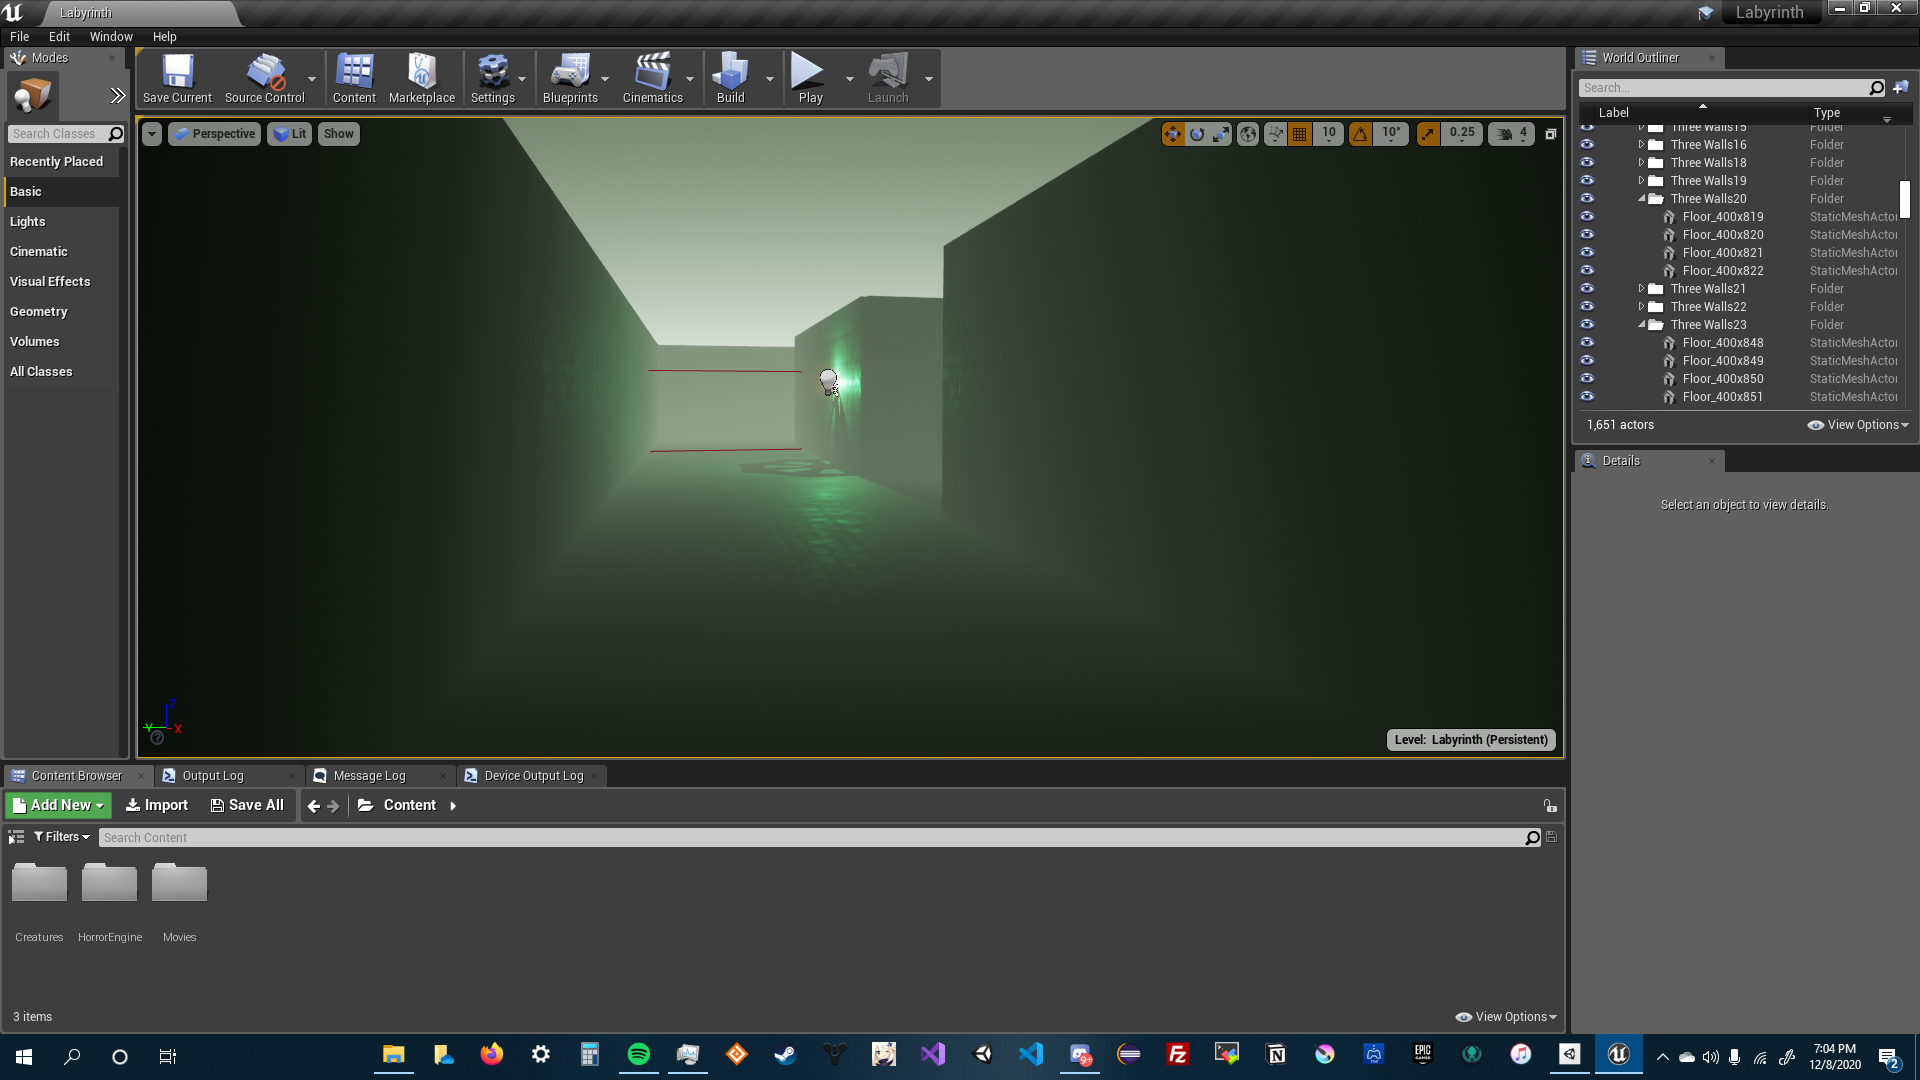 Labyrinth
Labyrinth
File Edit Window Help
Modes
World Outliner
Save Current Source Control Content Marketplace Settings Blueprints Cinematics Build Play Launch
Search...
Label Type
Search Classes
Recently Placed
Basic
Lights
Cinematic
Visual Effects
Geometry
Volumes
All Classes
Perspective Lit Show
10 10° 0.25 4
Three Walls15 Folder
Three Walls16 Folder
Three Walls18 Folder
Three Walls19 Folder
Three Walls20 Folder
Floor_400x819 StaticMeshActor
Floor_400x820 StaticMeshActor
Floor_400x821 StaticMeshActor
Floor_400x822 StaticMeshActor
Three Walls21 Folder
Three Walls22 Folder
Three Walls23 Folder
Floor_400x848 StaticMeshActor
Floor_400x849 StaticMeshActor
Floor_400x850 StaticMeshActor
Floor_400x851 StaticMeshActor
1,651 actors View Options
Details
Select an object to view details.
Z
Y X
Level: Labyrinth (Persistent)
Content Browser Output Log Message Log Device Output Log
Add New Import Save All Content
Filters Search Content
Creatures HorrorEngine Movies
3 items View Options
EPIC GAMES
9+
7:04 PM
12/8/2020
2